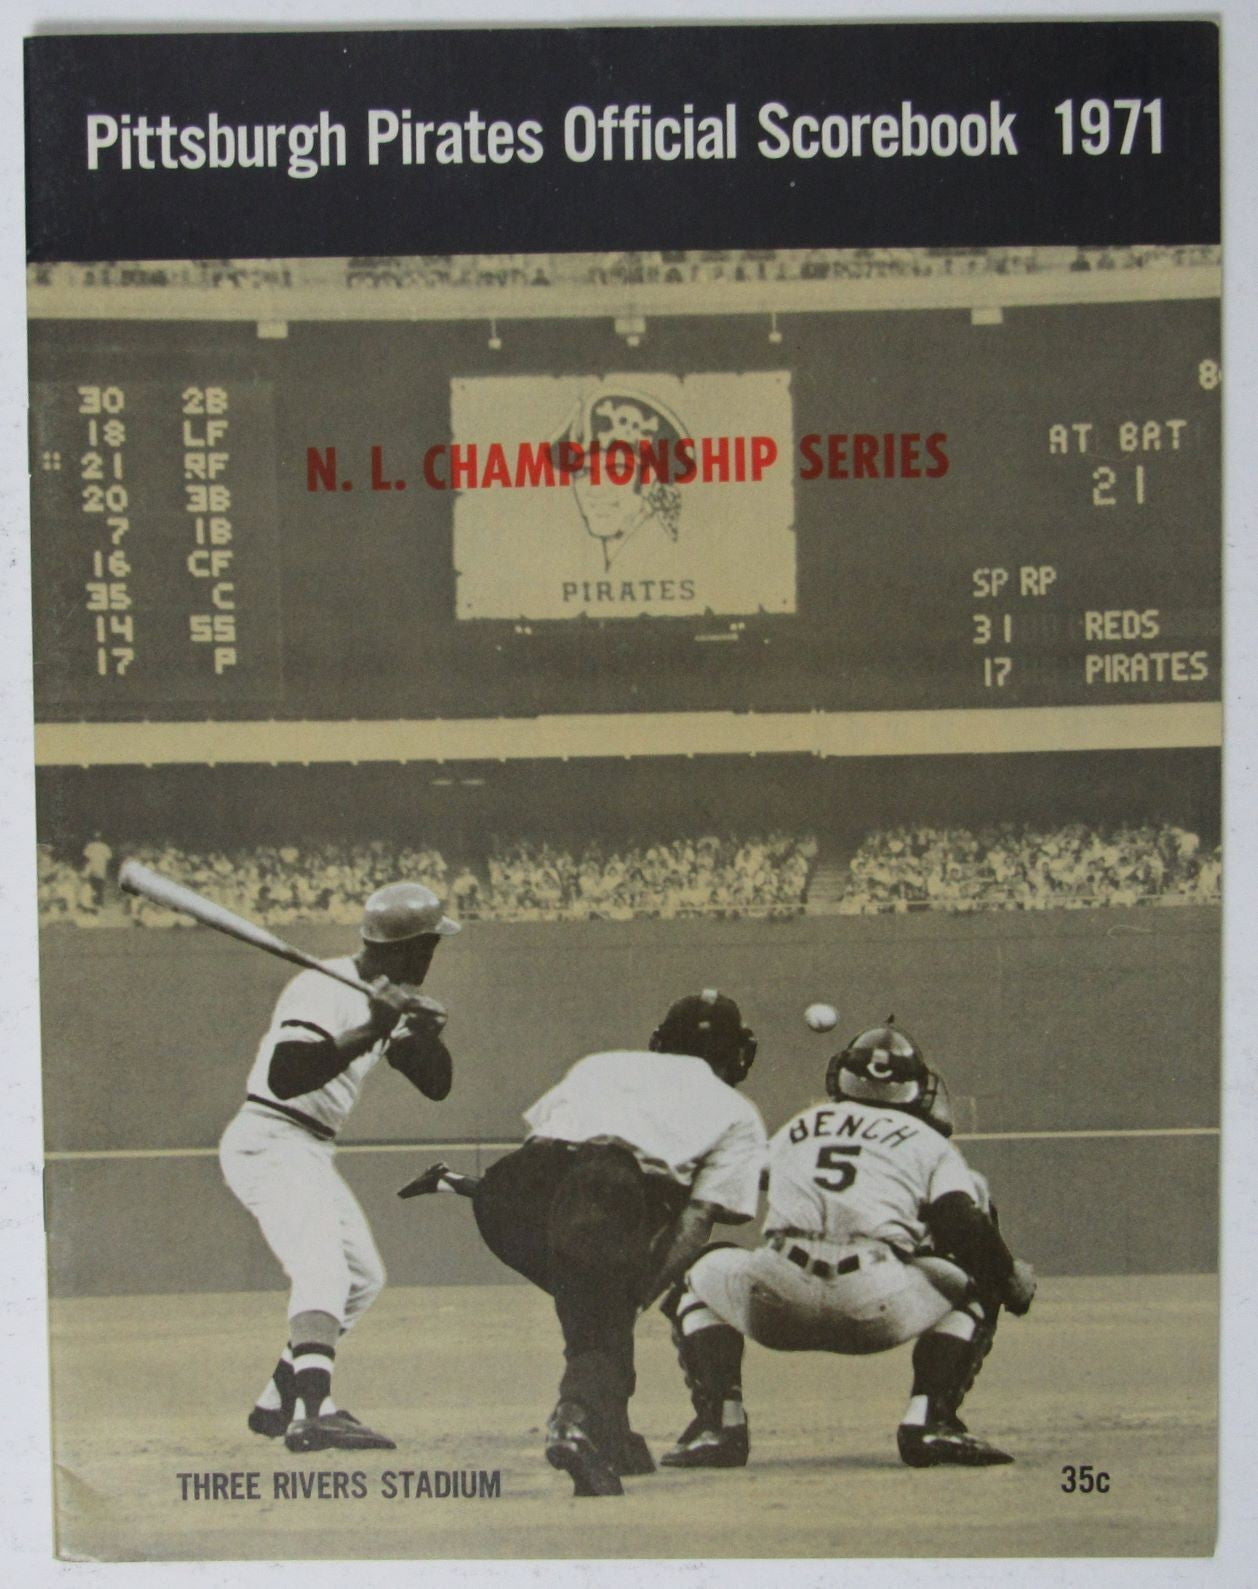 Pittsburgh Pirates Official Scorebook 1971
30 2B
18 LF
21 RF
20 3B
7 1B
16 CF
35 C
14 SS
17 P
N. L. CHAMPIONSHIP SERIES
PIRATES
8
AT BAT
21
SP RP
31 REDS
17 PIRATES
C
BENCH
5
THREE RIVERS STADIUM
35c